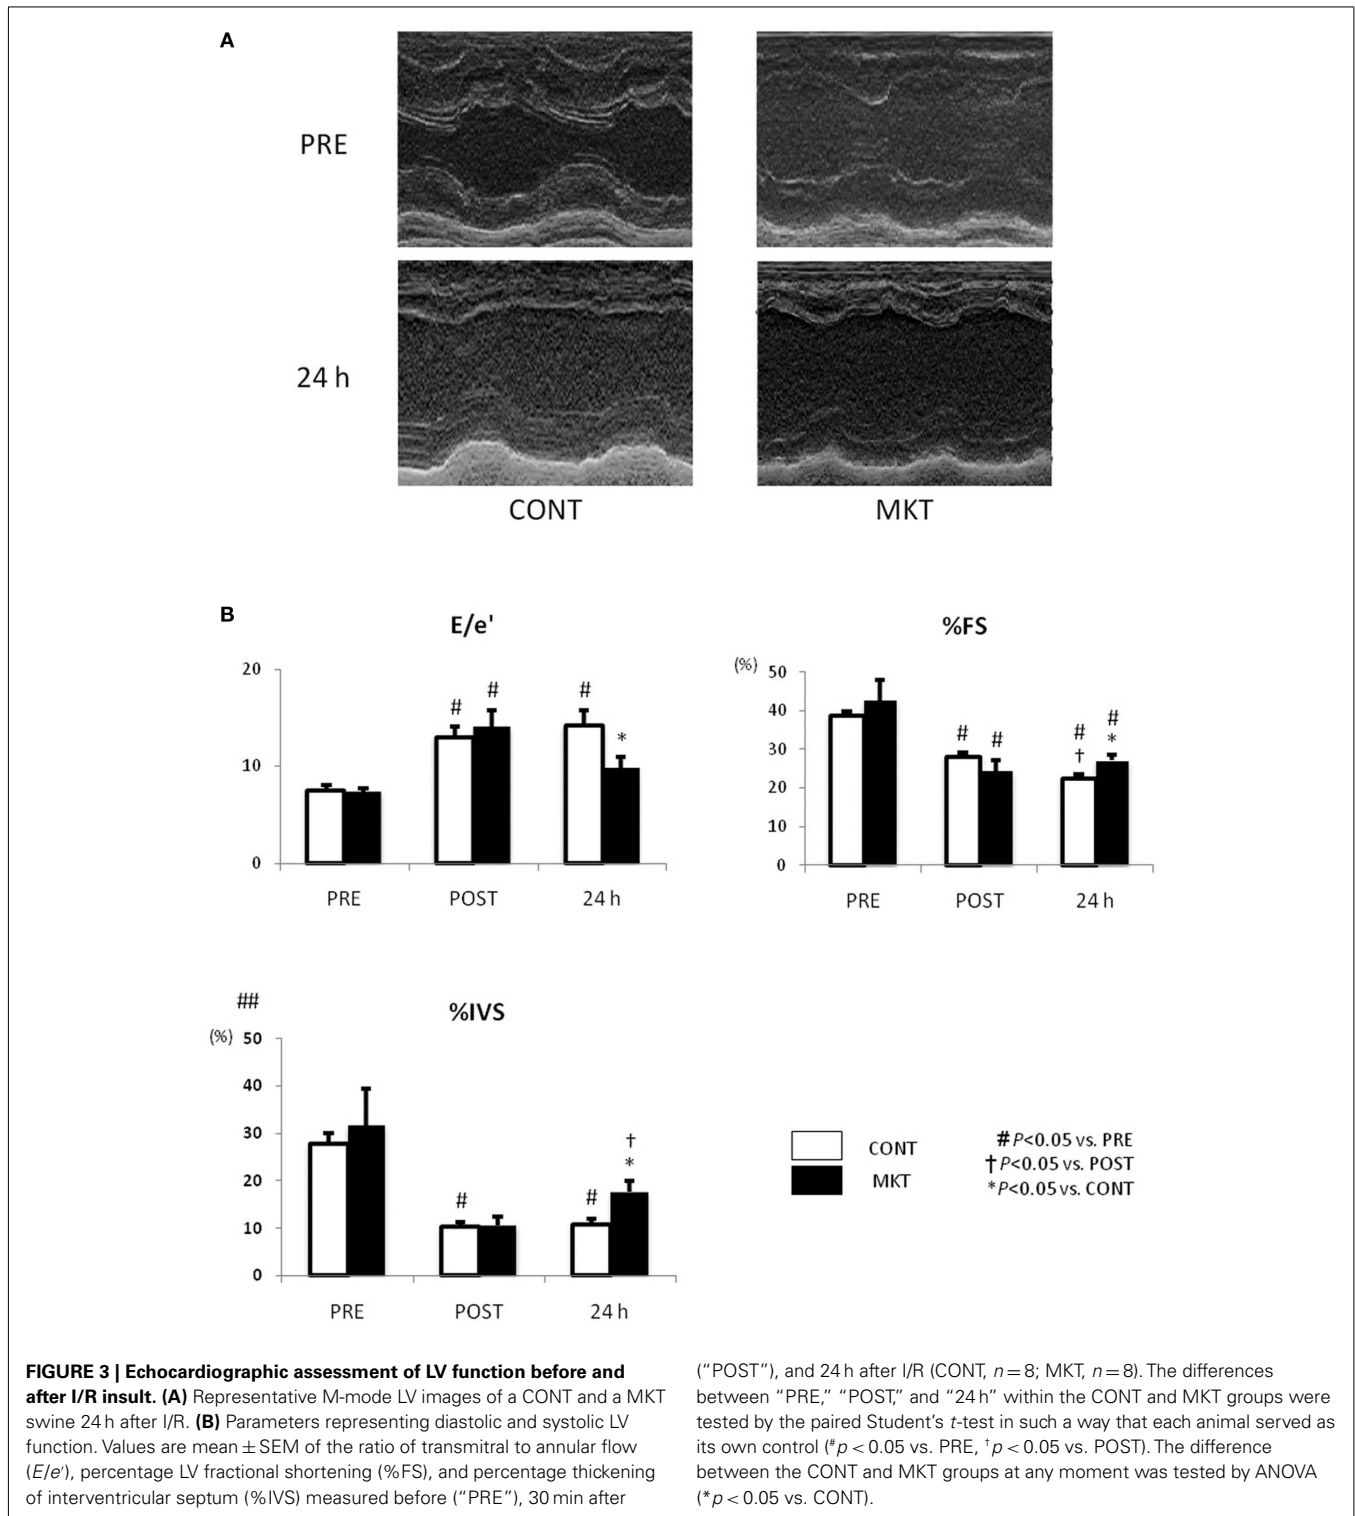 A
PRE
24 h
CONT
MKT
B
E/e'
20
10
0
#
#
#
*
PRE
POST
24 h
%FS
(%)
50
40
30
20
10
0
#
#
#
†
#
*
PRE
POST
24 h
##
%IVS
(%)
50
40
30
20
10
0
#
#
†
*
PRE
POST
24 h
CONT
MKT
# P<0.05 vs. PRE
† P<0.05 vs. POST
* P<0.05 vs. CONT
FIGURE 3 | Echocardiographic assessment of LV function before and
after I/R insult. (A) Representative M-mode LV images of a CONT and a MKT
swine 24 h after I/R. (B) Parameters representing diastolic and systolic LV
function. Values are mean ± SEM of the ratio of transmitral to annular flow
(E/e′), percentage LV fractional shortening (%FS), and percentage thickening
of interventricular septum (%IVS) measured before (“PRE”), 30 min after
(“POST”), and 24 h after I/R (CONT, n = 8; MKT, n = 8). The differences
between “PRE,” “POST,” and “24 h” within the CONT and MKT groups were
tested by the paired Student’s t-test in such a way that each animal served as
its own control (#p < 0.05 vs. PRE, †p < 0.05 vs. POST). The difference
between the CONT and MKT groups at any moment was tested by ANOVA
(*p < 0.05 vs. CONT).